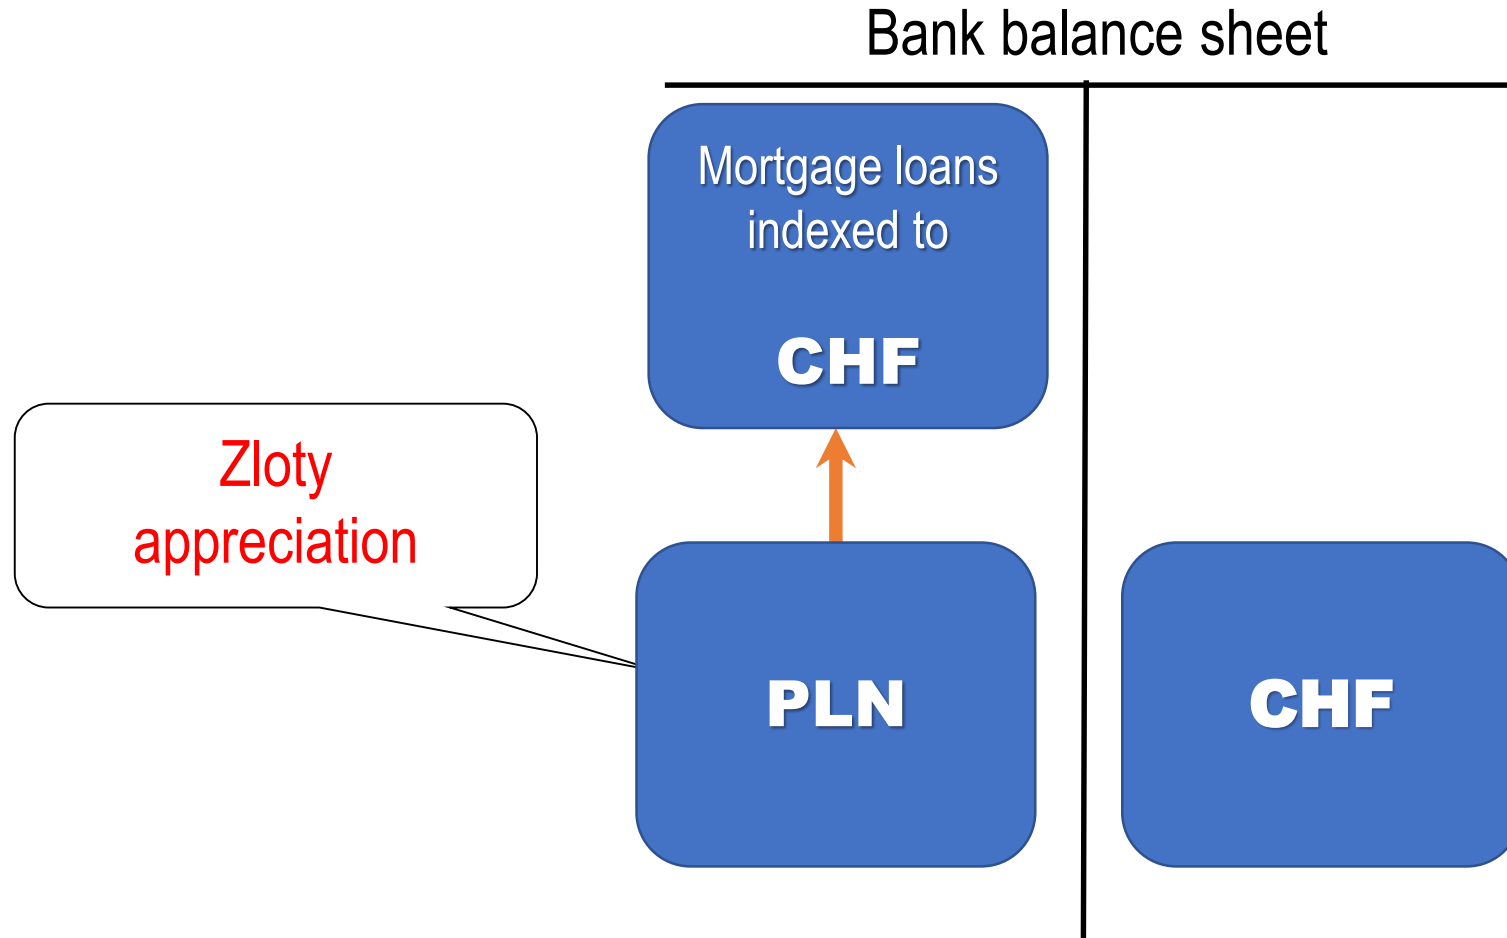 Bank balance sheet
Mortgage loans
indexed to
CHF
Zloty
appreciation
PLN
CHF